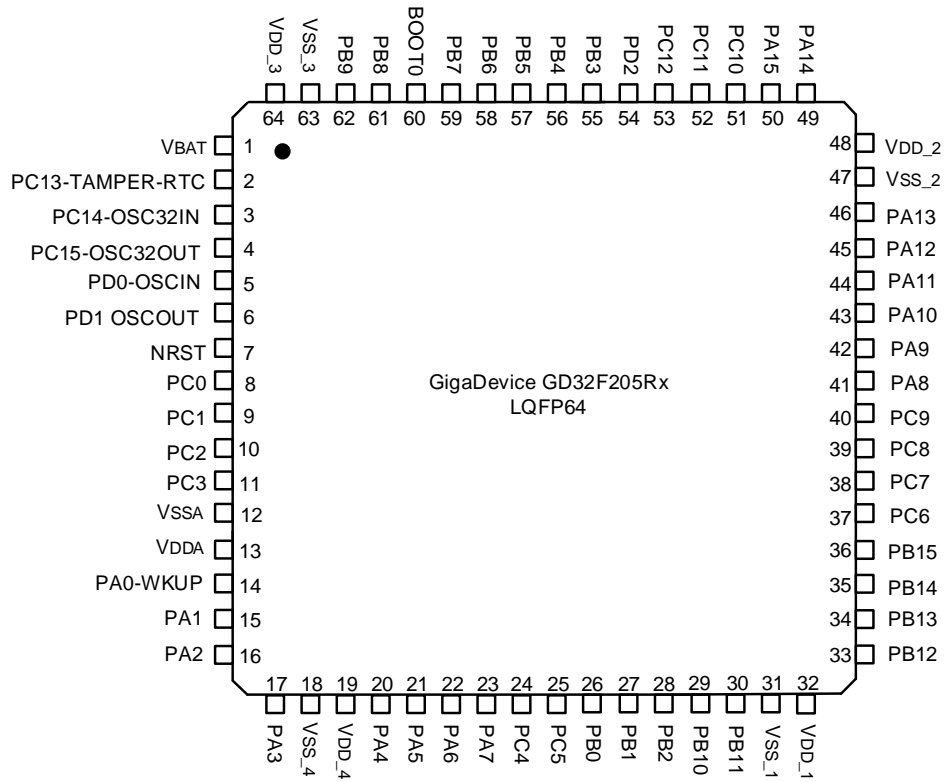 VDD_3
VSS_3
PB9
PB8
BOOT0
PB7
PB6
PB5
PB4
PB3
PD2
PC12
PC11
PC10
PA15
PA14
64 63 62 61 60 59 58 57 56 55 54 53 52 51 50 49
VBAT 1
PC13-TAMPER-RTC 2
PC14-OSC32IN 3
PC15-OSC32OUT 4
PD0-OSCIN 5
PD1 OSCOUT 6
NRST 7
PC0 8
PC1 9
PC2 10
PC3 11
VSSA 12
VDDA 13
PA0-WKUP 14
PA1 15
PA2 16
GigaDevice GD32F205Rx
LQFP64
48 VDD_2
47 VSS_2
46 PA13
45 PA12
44 PA11
43 PA10
42 PA9
41 PA8
40 PC9
39 PC8
38 PC7
37 PC6
36 PB15
35 PB14
34 PB13
33 PB12
17 18 19 20 21 22 23 24 25 26 27 28 29 30 31 32
PA3
VSS_4
VDD_4
PA4
PA5
PA6
PA7
PC4
PC5
PB0
PB1
PB2
PB10
PB11
VSS_1
VDD_1